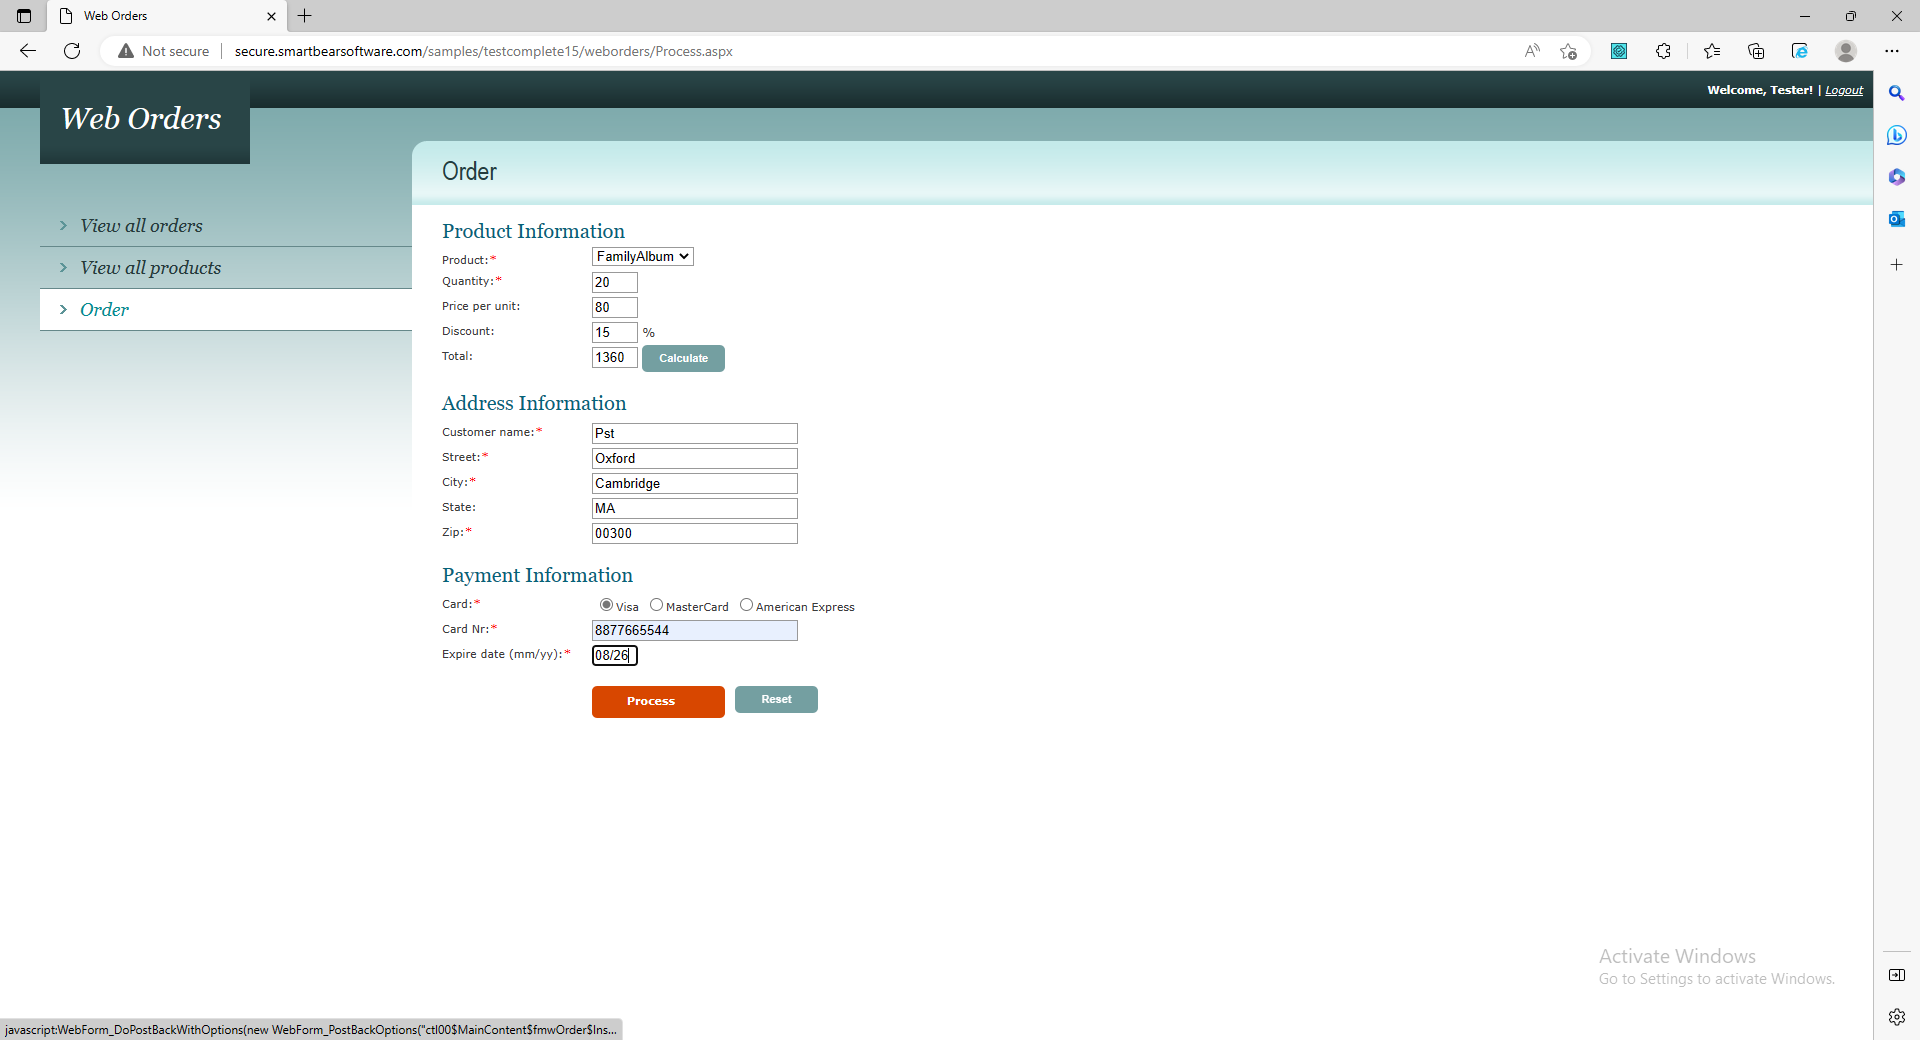 Web Orders
Not secure
secure.smartbearsoftware.com/samples/testcomplete15/weborders/Process.aspx
Welcome, Tester! | Logout
Web Orders
Order
View all orders
View all products
Order
Product Information
Product:* FamilyAlbum
Quantity:* 20
Price per unit: 80
Discount: 15 %
Total: 1360 Calculate
Address Information
Customer name:* Pst
Street:* Oxford
City:* Cambridge
State: MA
Zip:* 00300
Payment Information
Card:* Visa MasterCard American Express
Card Nr:* 8877665544
Expire date (mm/yy):* 08/26
Process Reset
Activate Windows
Go to Settings to activate Windows.
javascript:WebForm_DoPostBackWithOptions(new WebForm_PostBackOptions("ctl00$MainContent$fmwOrder$Ins...